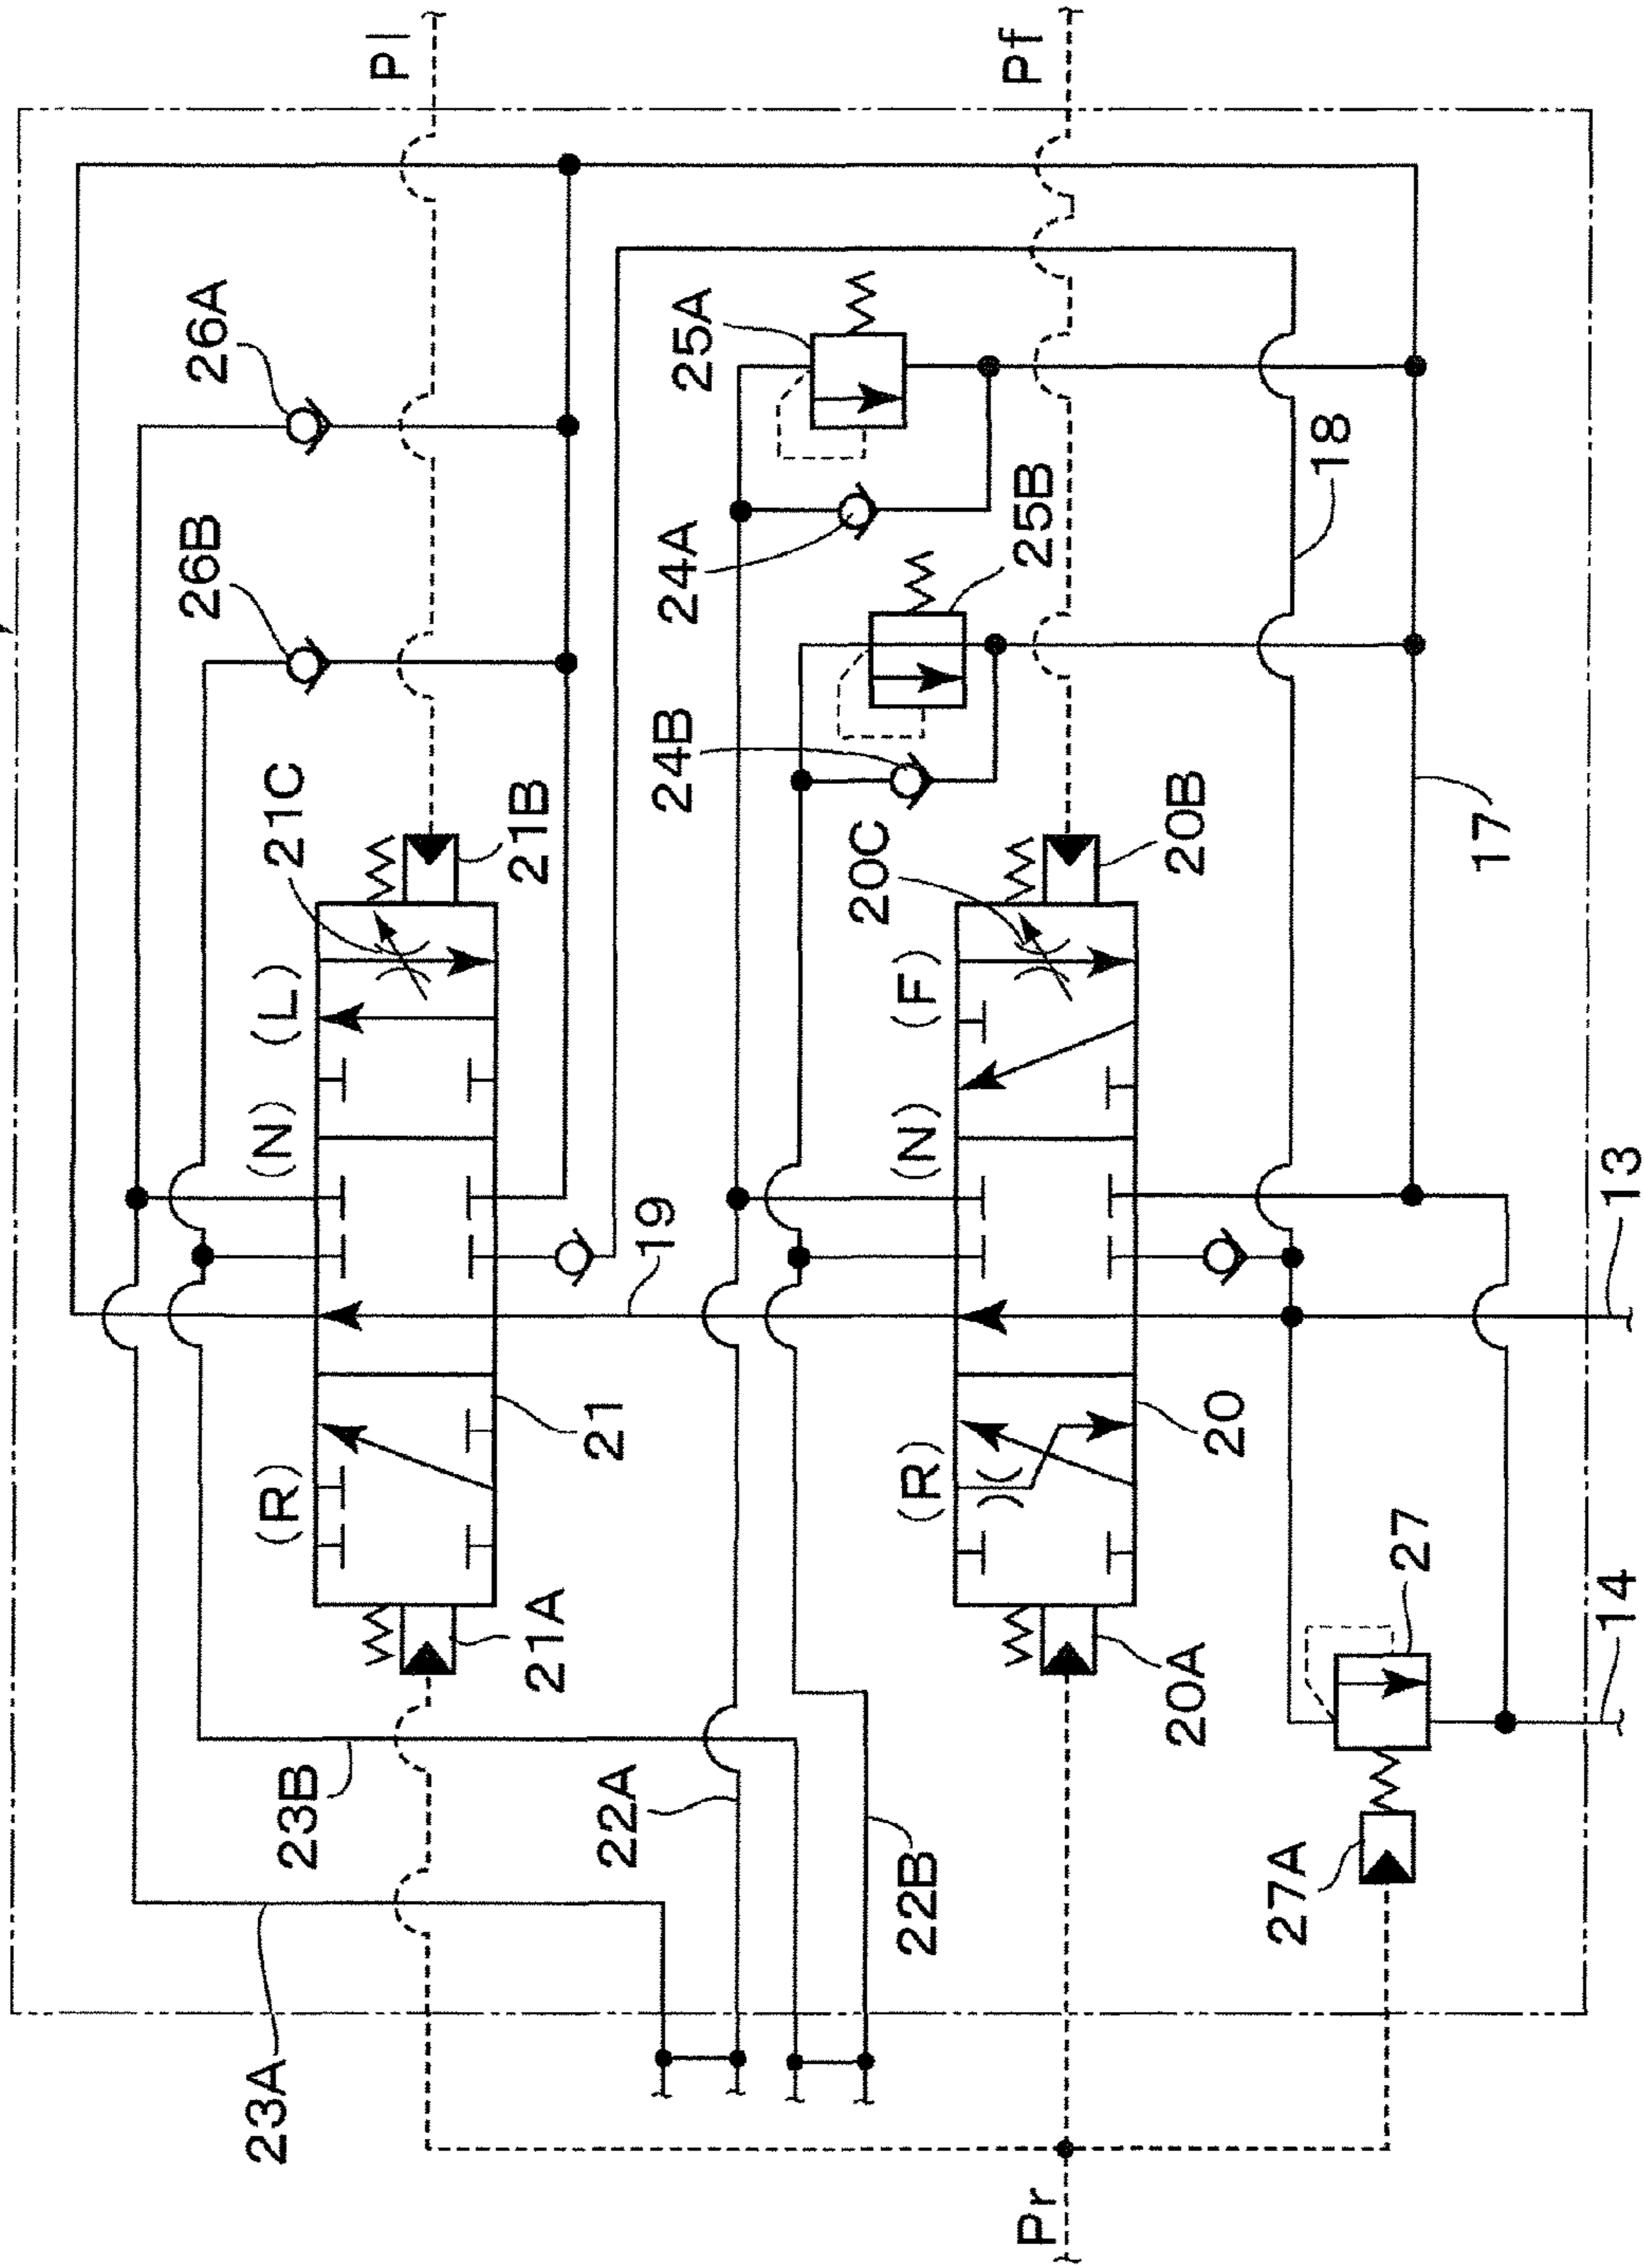 Pl
Pf
26A
25A
26B
24A
25B
18
24B
21C
21B
20C
20B
17
(L)
(F)
(N)
(N)
19
13
(R)
21
(R)
20
21A
20A
27
14
23B
22A
22B
27A
23A
Pr